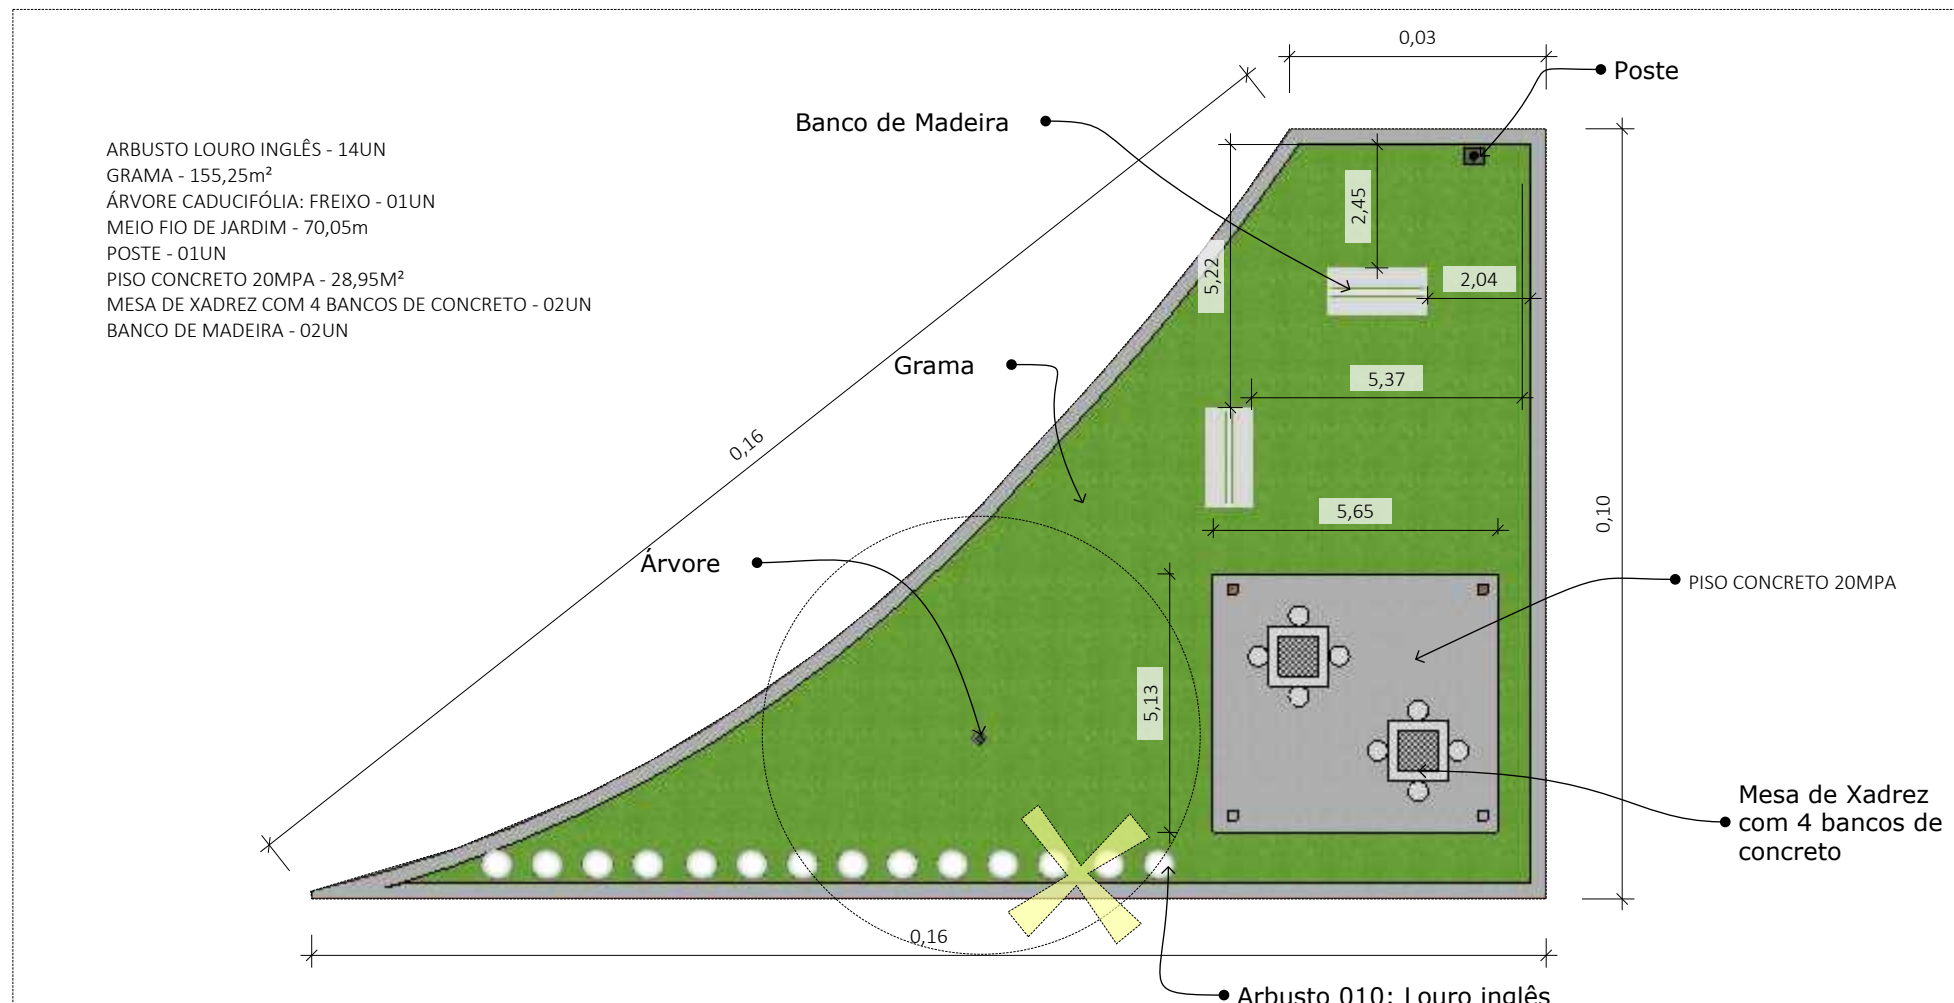 0,03
Poste
Banco de Madeira
ARBUSTO LOURO INGLÊS - 14UN
GRAMA - 155,25m²
ÁRVORE CADUCIFÓLIA: FREIXO - 01UN
MEIO FIO DE JARDIM - 70,05m
POSTE - 01UN
PISO CONCRETO 20MPA - 28,95M²
MESA DE XADREZ COM 4 BANCOS DE CONCRETO - 02UN
BANCO DE MADEIRA - 02UN
2,45
5,22
2,04
Grama
5,37
0,16
5,65
0,10
Árvore
PISO CONCRETO 20MPA
5,13
Mesa de Xadrez
com 4 bancos de
concreto
0,16
Arbusto 010: Louro inglês